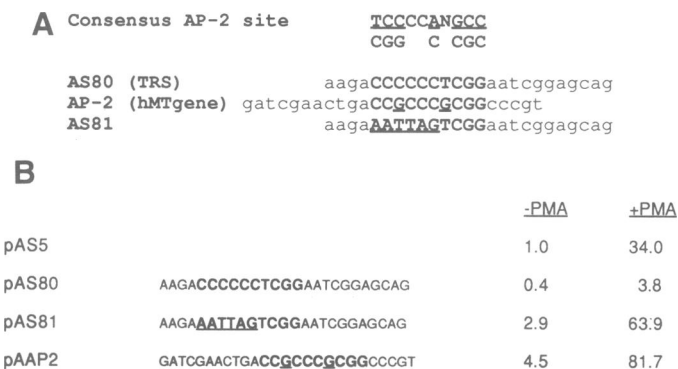 A Consensus AP-2 site TCCCCANGCC
CGG C CGC
AS80 (TRS) aagaCCCCCCTCGGaatcggagcag
AP-2 (hMTgene) gatcgaactgaCCGCCCGCGGcccgt
AS81 aagaAATTAGTCGGaatcggagcag
B
-PMA +PMA
pAS5 1.0 34.0
pAS80 AAGACCCCCCTCGGAATCGGAGCAG 0.4 3.8
pAS81 AAGAAATTAGTCGGAATCGGAGCAG 2.9 63.9
pAAP2 GATCGAACTGACCGCCCGCGGCCCGT 4.5 81.7